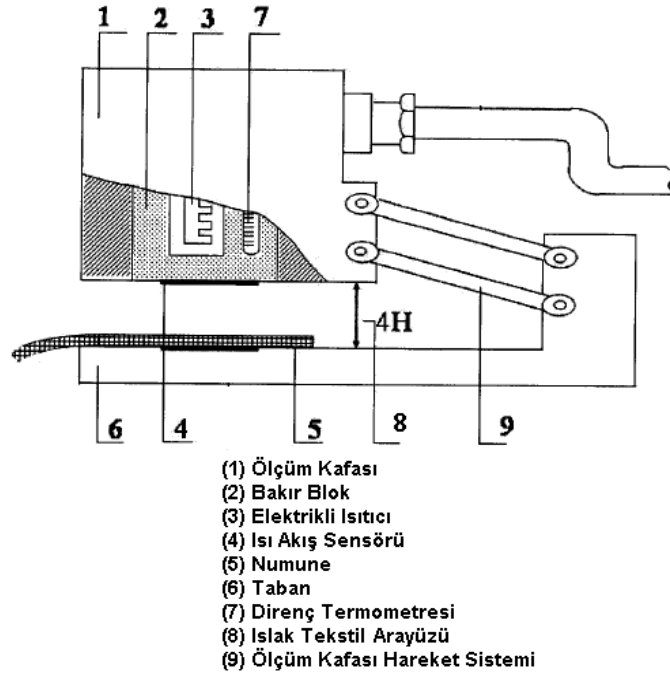 1 2 3 7
4H
6 4 5 8 9
(1) Ölçüm Kafası
(2) Bakır Blok
(3) Elektrikli Isıtıcı
(4) Isı Akış Sensörü
(5) Numune
(6) Taban
(7) Direnç Termometresi
(8) Islak Tekstil Arayüzü
(9) Ölçüm Kafası Hareket Sistemi